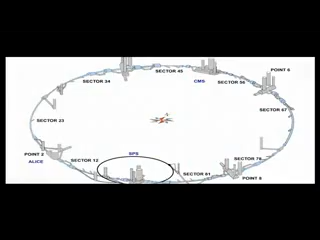 SECTOR 45
SECTOR 34
CMS
SECTOR 56
POINT 6
SECTOR 67
SECTOR 23
POINT 2
ALICE
SECTOR 12
SPS
SECTOR 81
SECTOR 78
POINT 8